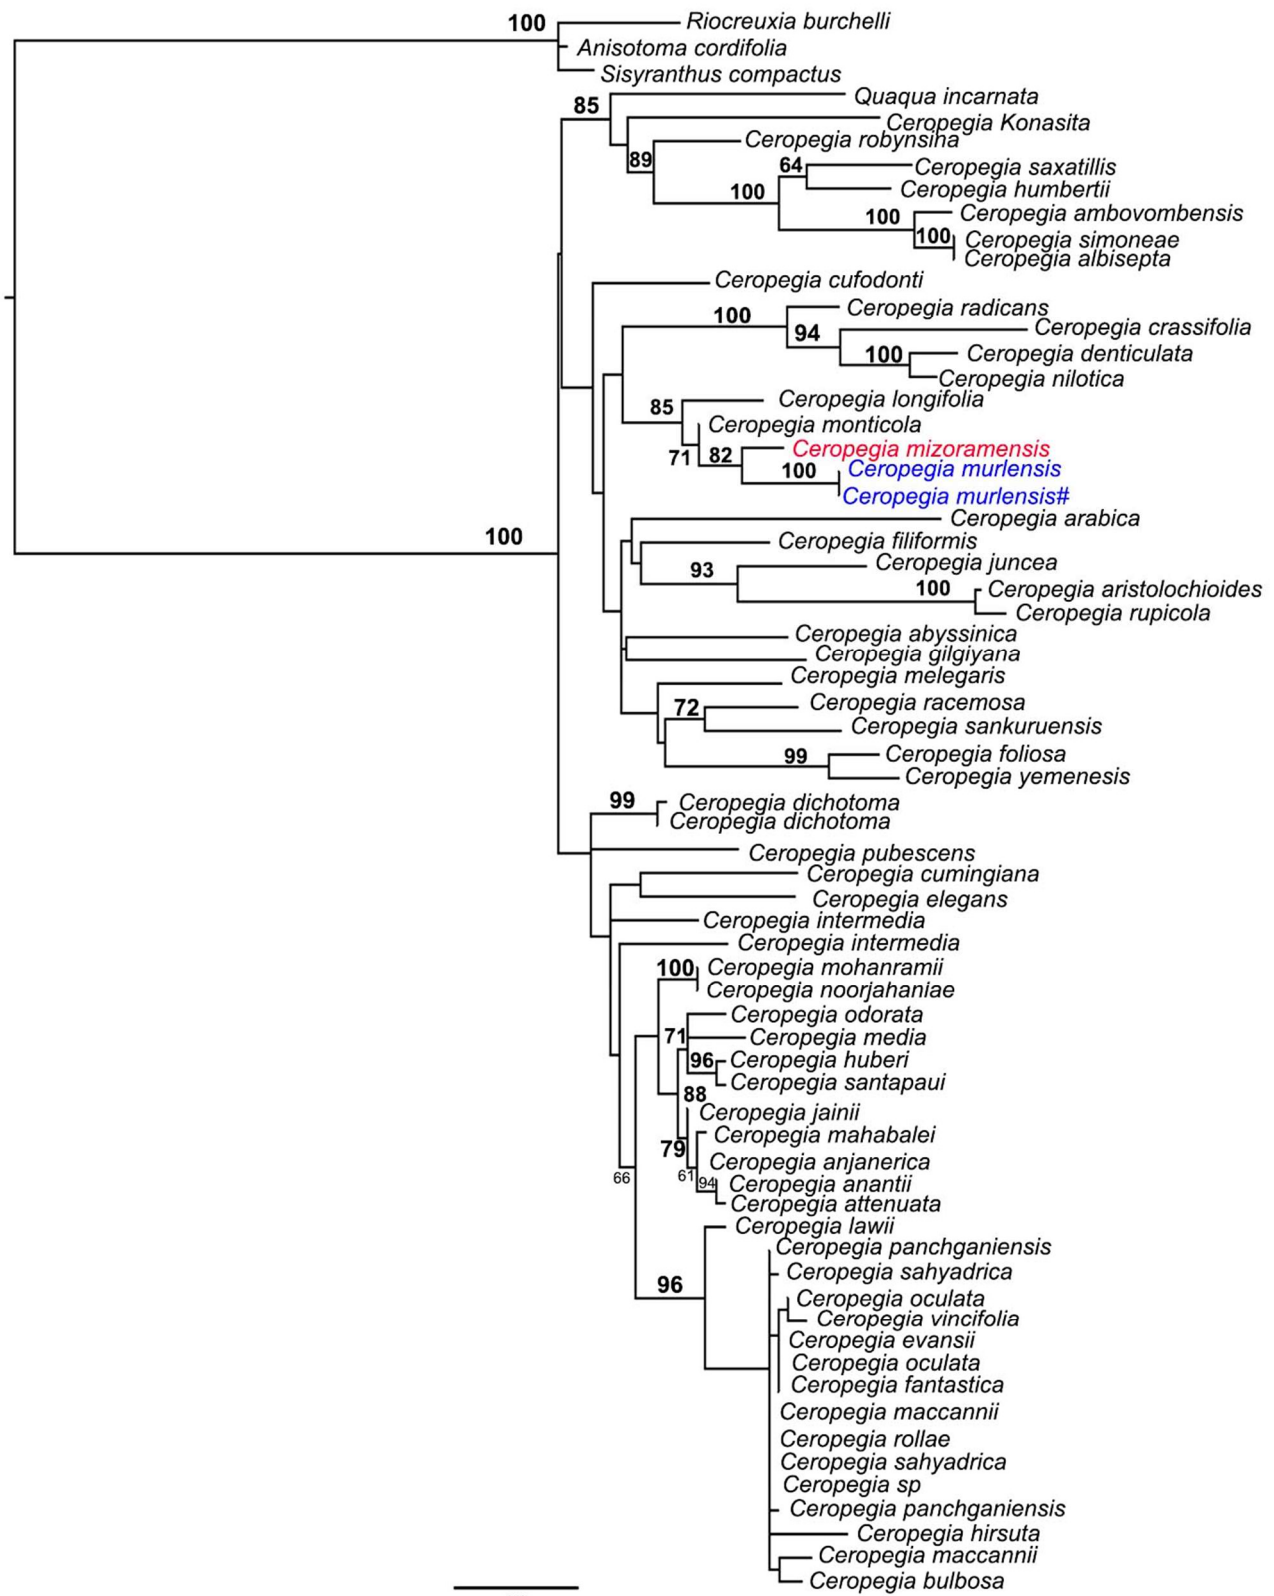 100 Riocreuxia burchelli
Anisotoma cordifolia
Sisyranthus compactus
85 Quaqua incarnata
Ceropegia Konasita
Ceropegia robynsiha
89
64 Ceropegia saxatillis
100 Ceropegia humbertii
100 Ceropegia ambovombensis
100 Ceropegia simoneae
Ceropegia albisepta
Ceropegia cufodonti
Ceropegia radicans
100
94 Ceropegia crassifolia
100 Ceropegia denticulata
Ceropegia nilotica
85 Ceropegia longifolia
Ceropegia monticola
71 82 Ceropegia mizoramensis
100 Ceropegia murlensis
Ceropegia murlensis#
Ceropegia arabica
100
Ceropegia filiformis
93 Ceropegia juncea
100 Ceropegia aristolochioides
Ceropegia rupicola
Ceropegia abyssinica
Ceropegia gilgiyana
Ceropegia melegaris
72 Ceropegia racemosa
Ceropegia sankuruensis
99 Ceropegia foliosa
Ceropegia yemenesis
99 Ceropegia dichotoma
Ceropegia dichotoma
Ceropegia pubescens
Ceropegia cumingiana
Ceropegia elegans
Ceropegia intermedia
Ceropegia intermedia
100 Ceropegia mohanramii
Ceropegia noorjahaniae
Ceropegia odorata
71 Ceropegia media
96 Ceropegia huberi
Ceropegia santapaui
88
Ceropegia jainii
Ceropegia mahabalei
79
Ceropegia anjanerica
66 61 94 Ceropegia anantii
Ceropegia attenuata
Ceropegia lawii
Ceropegia panchganiensis
Ceropegia sahyadrica
96
Ceropegia oculata
Ceropegia vincifolia
Ceropegia evansii
Ceropegia oculata
Ceropegia fantastica
Ceropegia maccannii
Ceropegia rollae
Ceropegia sahyadrica
Ceropegia sp
Ceropegia panchganiensis
Ceropegia hirsuta
Ceropegia maccannii
Ceropegia bulbosa